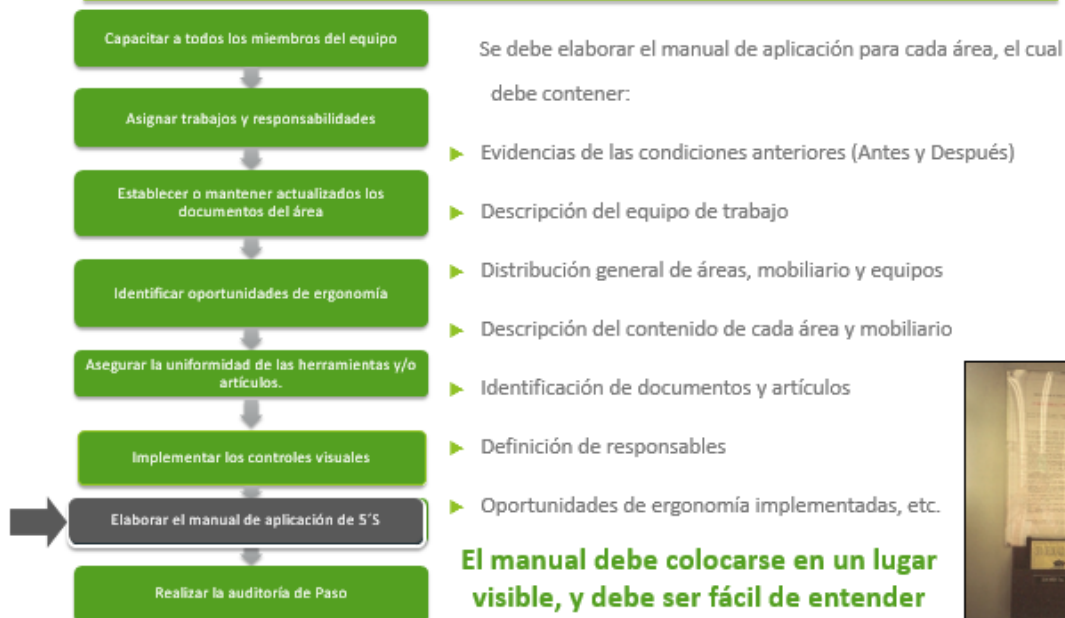 Capacitar a todos los miembros del equipo
Asignar trabajos y responsabilidades
Establecer o mantener actualizados los
documentos del área
Identificar oportunidades de ergonomía
Asegurar la uniformidad de las herramientas y/o
artículos.
Implementar los controles visuales
Elaborar el manual de aplicación de 5´S
Realizar la auditoría de Paso
Se debe elaborar el manual de aplicación para cada área, el cual
debe contener:
Evidencias de las condiciones anteriores (Antes y Después)
Descripción del equipo de trabajo
Distribución general de áreas, mobiliario y equipos
Descripción del contenido de cada área y mobiliario
Identificación de documentos y artículos
Definición de responsables
Oportunidades de ergonomía implementadas, etc.
El manual debe colocarse en un lugar
visible, y debe ser fácil de entender